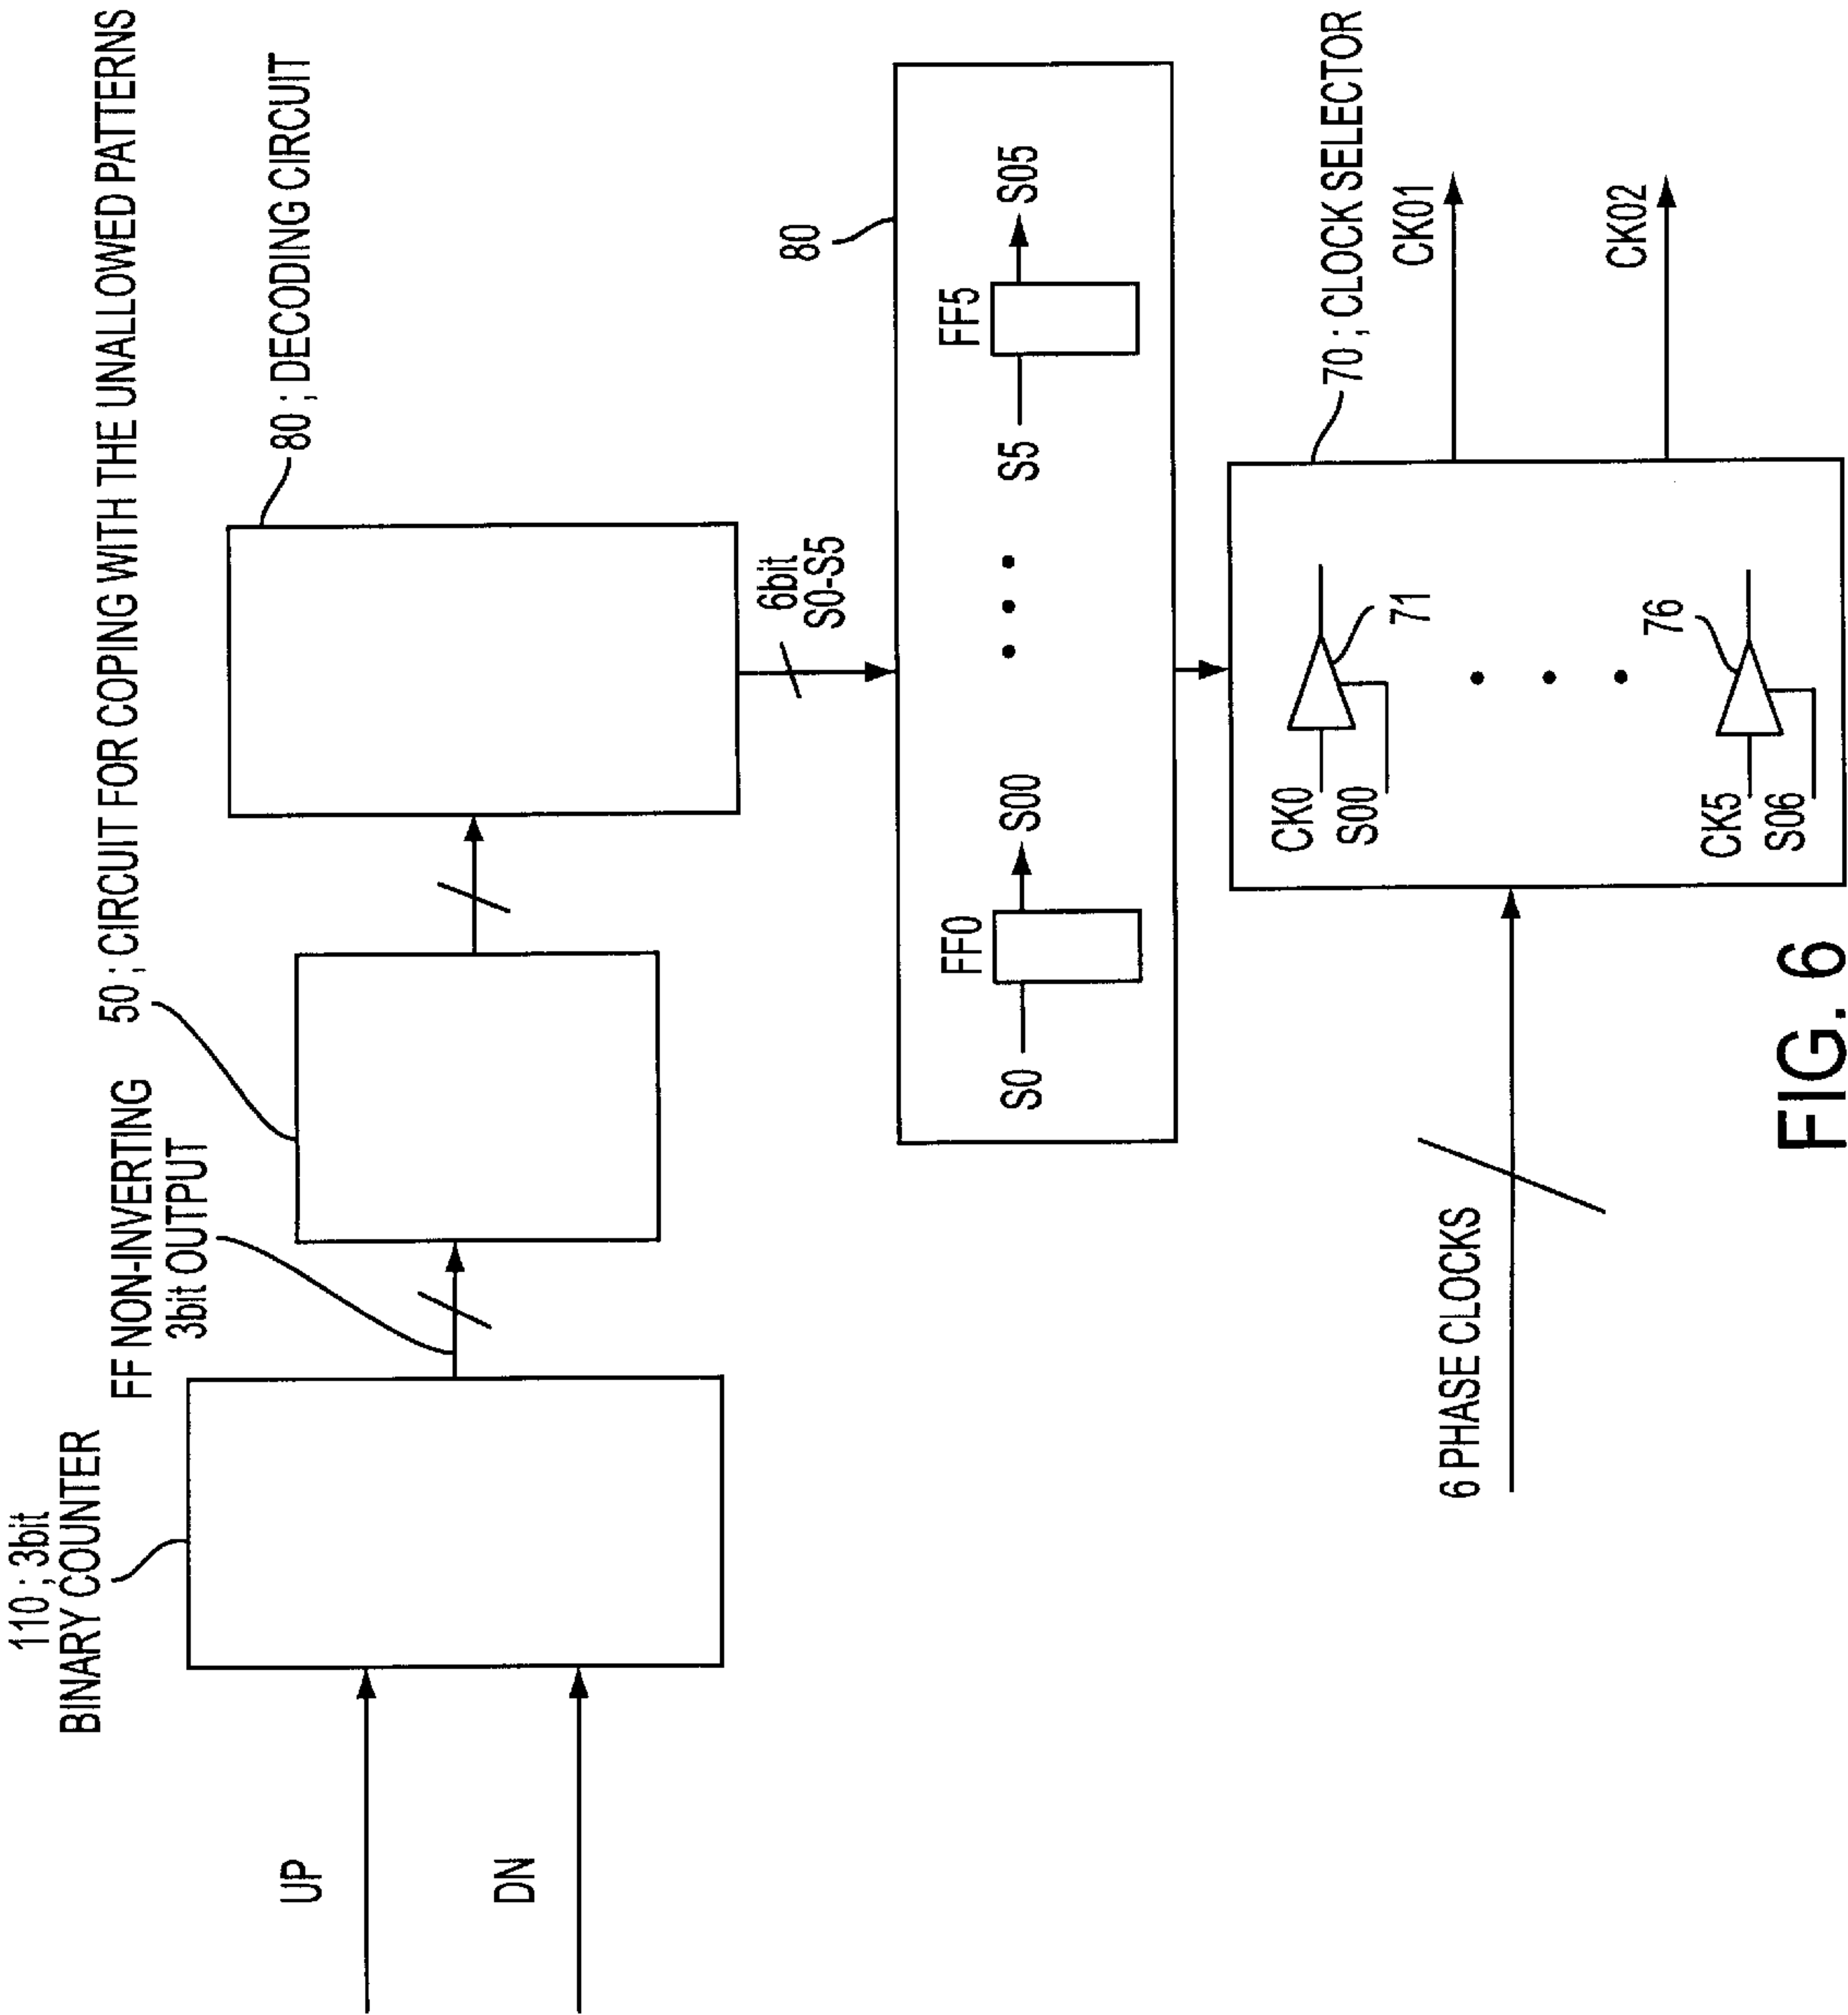 110 ; 3bit
BINARY COUNTER
UP
DN
FF NON-INVERTING
3bit OUTPUT
50 ; CIRCUIT FOR COPING WITH THE UNALLOWED PATTERNS
80 ; DECODING CIRCUIT
6bit
S0-S5
80
FF0
S0
S00
FF5
S5
S05
6 PHASE CLOCKS
70 ; CLOCK SELECTOR
CK0
S00
71
CK5
S06
76
CK01
CK02
FIG. 6